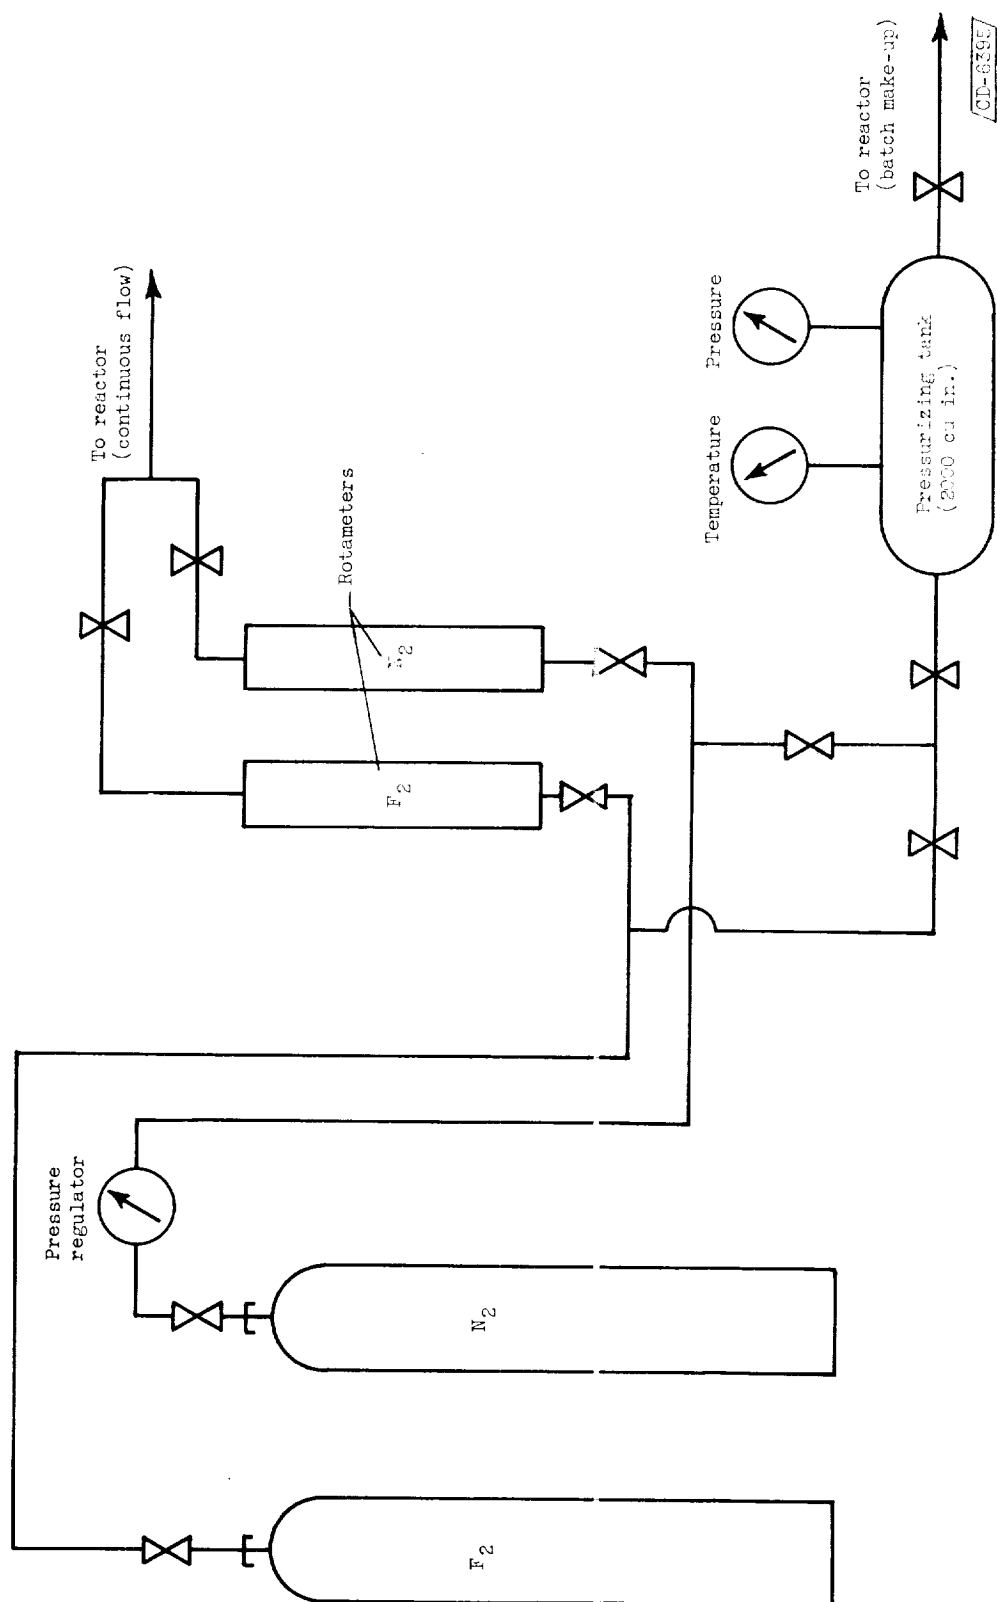 F2
N2
Pressure
regulator
F2
N2
Rotameters
To reactor
(continuous flow)
Temperature
Pressure
Pressurizing tank
(2000 cu in.)
To reactor
(batch make-up)
CD-6395